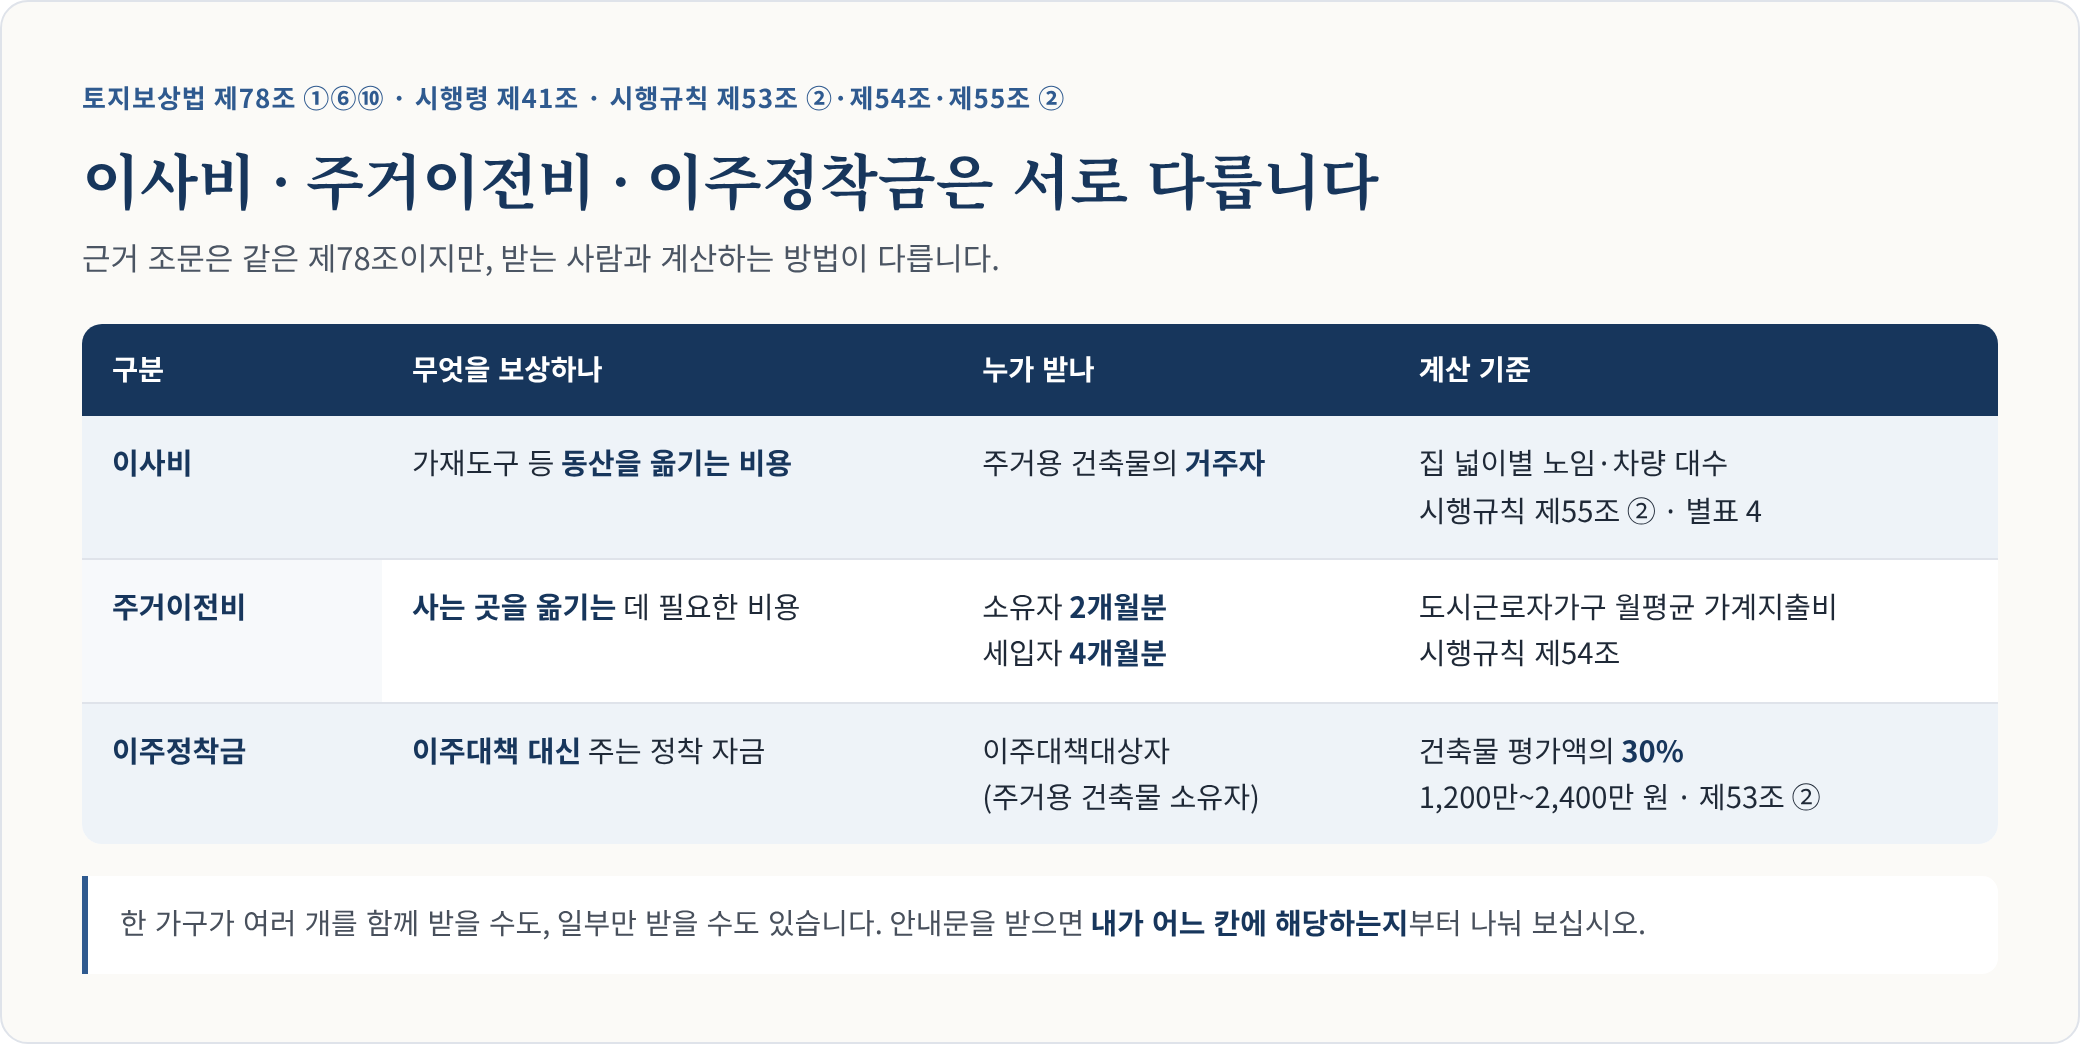 토지보상법 제78조 ①⑥⑩ · 시행령 제41조 · 시행규칙 제53조 ②·제54조·제55조 ②
이사비 · 주거이전비 · 이주정착금은 서로 다릅니다
근거 조문은 같은 제78조이지만, 받는 사람과 계산하는 방법이 다릅니다.
구분 무엇을 보상하나 누가 받나 계산 기준
이사비 가재도구 등 동산을 옮기는 비용 주거용 건축물의 거주자 집 넓이별 노임·차량 대수
시행규칙 제55조 ② · 별표 4
주거이전비 사는 곳을 옮기는 데 필요한 비용 소유자 2개월분 도시근로자가구 월평균 가계지출비
세입자 4개월분 시행규칙 제54조
이주정착금 이주대책 대신 주는 정착 자금 이주대책대상자 건축물 평가액의 30%
(주거용 건축물 소유자) 1,200만~2,400만 원 · 제53조 ②
한 가구가 여러 개를 함께 받을 수도, 일부만 받을 수도 있습니다. 안내문을 받으면 내가 어느 칸에 해당하는지부터 나눠 보십시오.